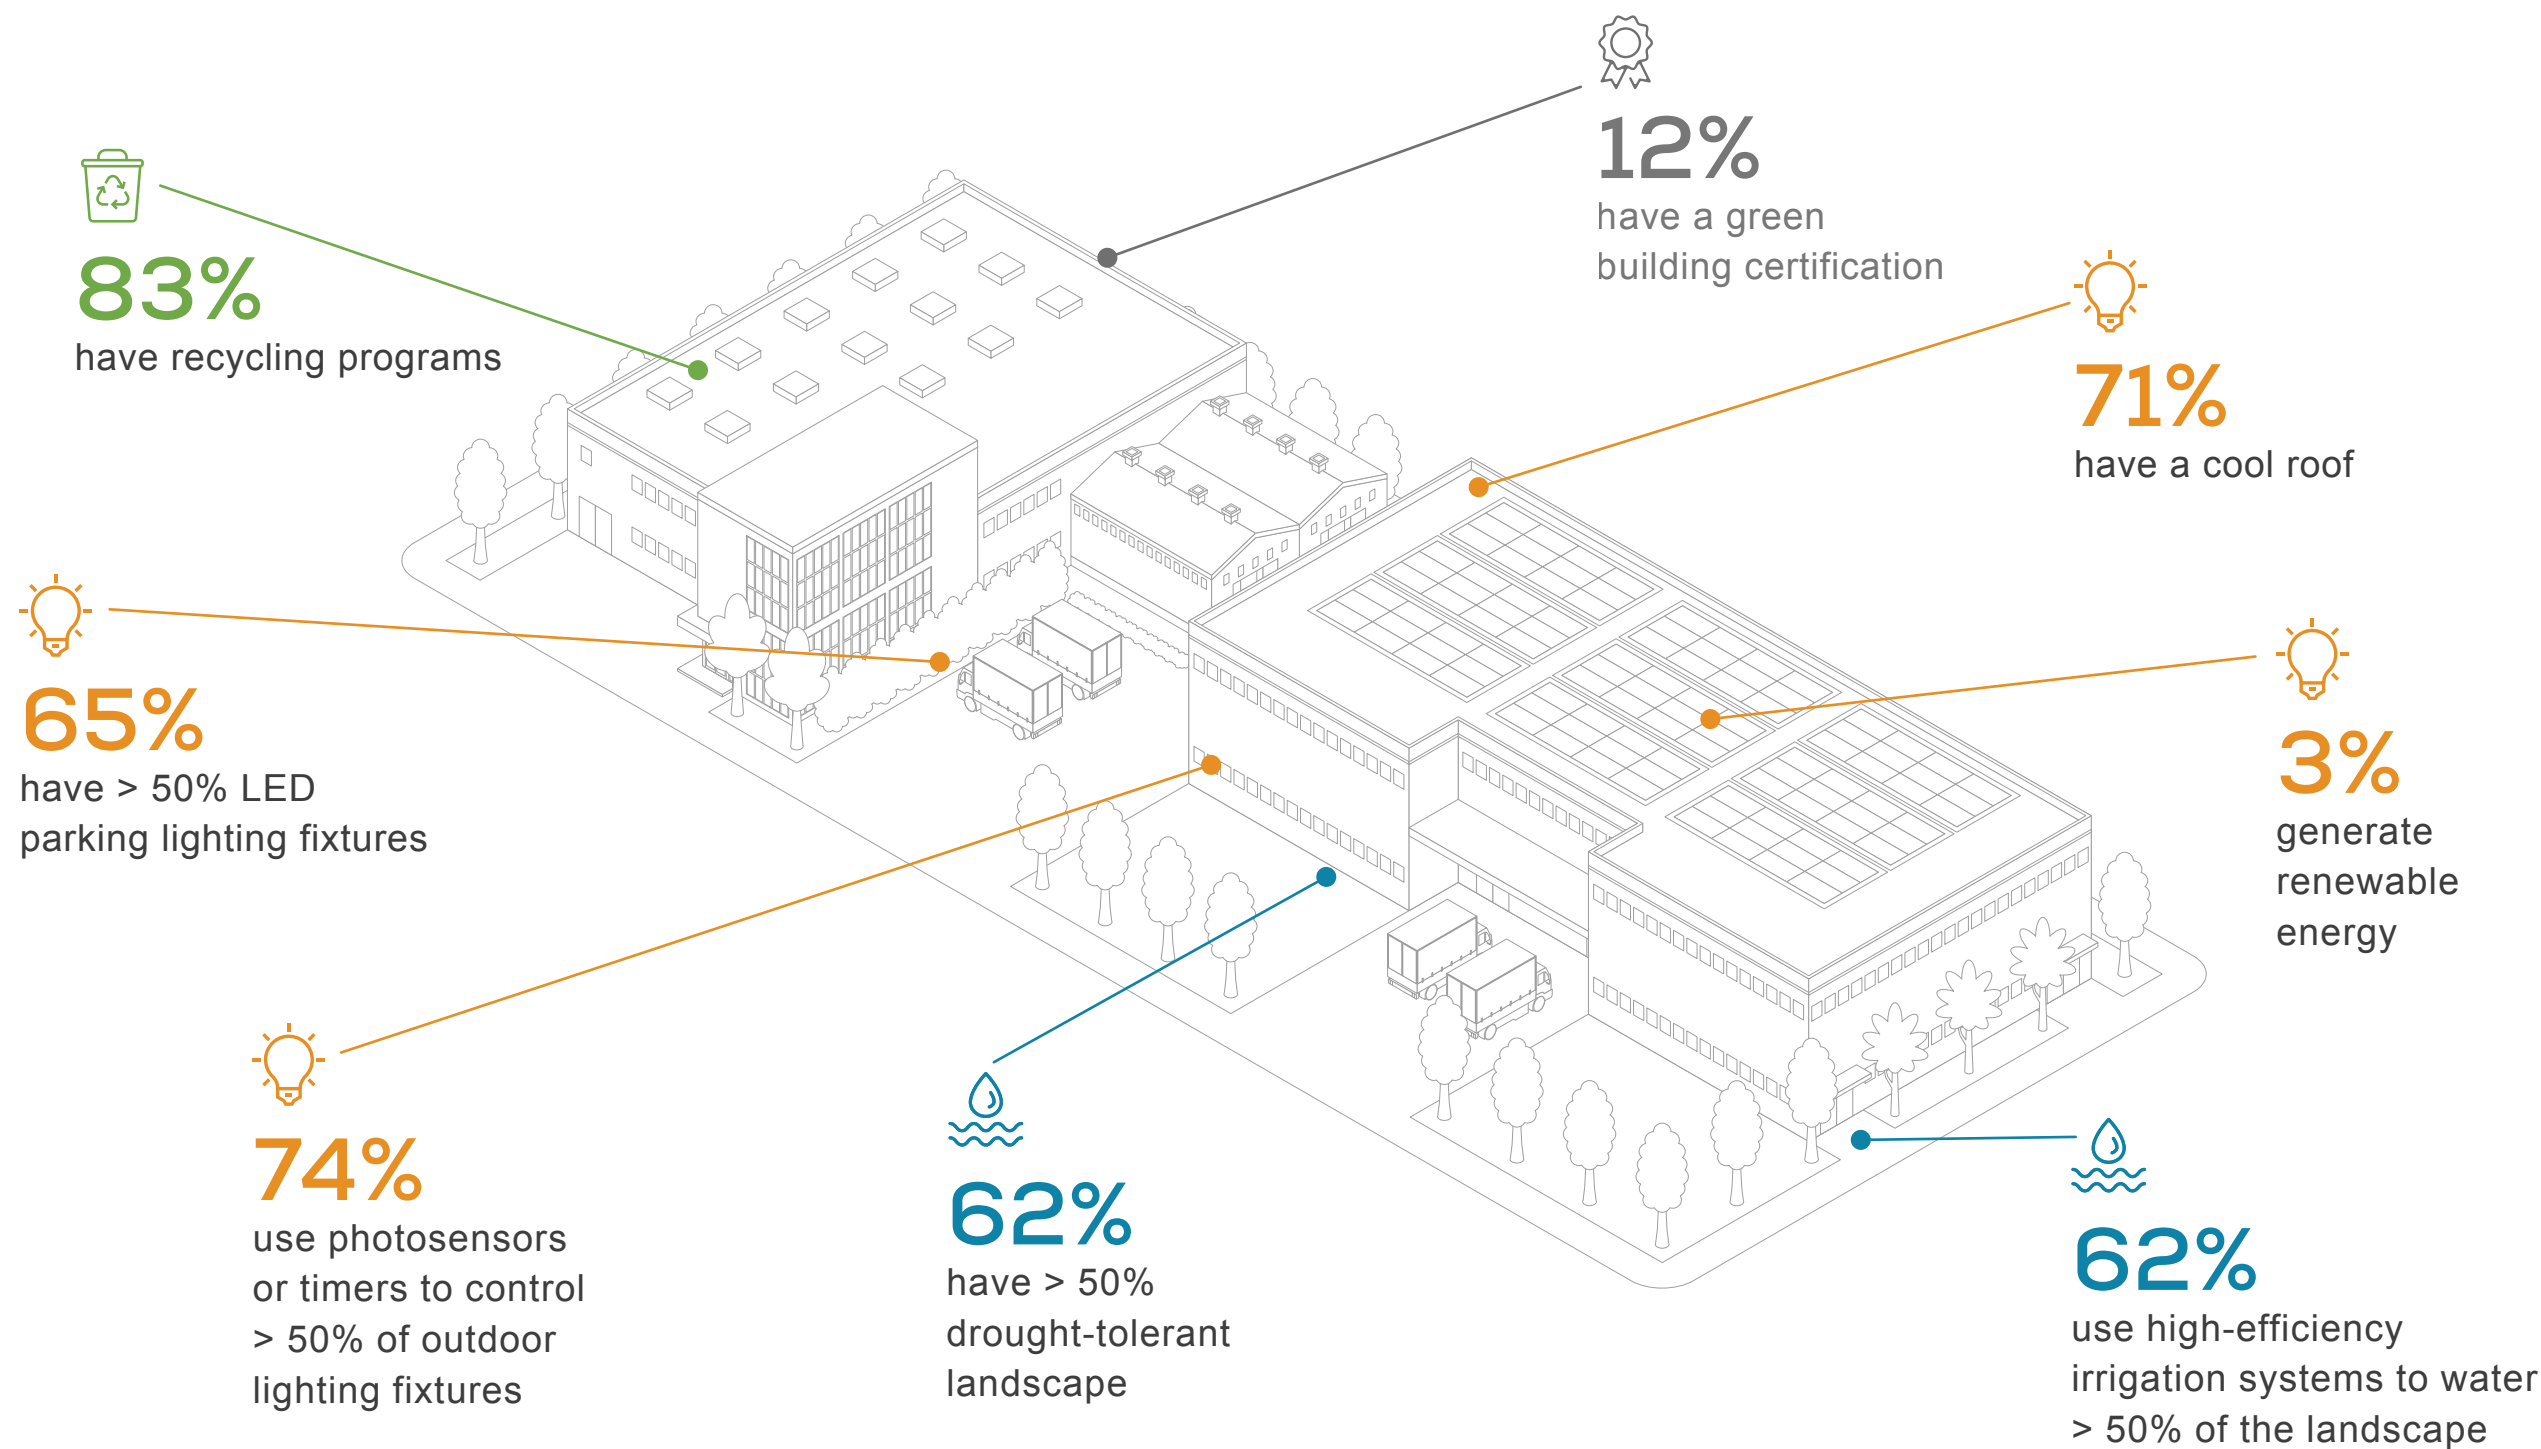 12%
have a green
building certification
83%
have recycling programs
71%
have a cool roof
65%
have > 50% LED
parking lighting fixtures
3%
generate
renewable
energy
74%
use photosensors
or timers to control
> 50% of outdoor
lighting fixtures
62%
have > 50%
drought-tolerant
landscape
62%
use high-efficiency
irrigation systems to water
> 50% of the landscape